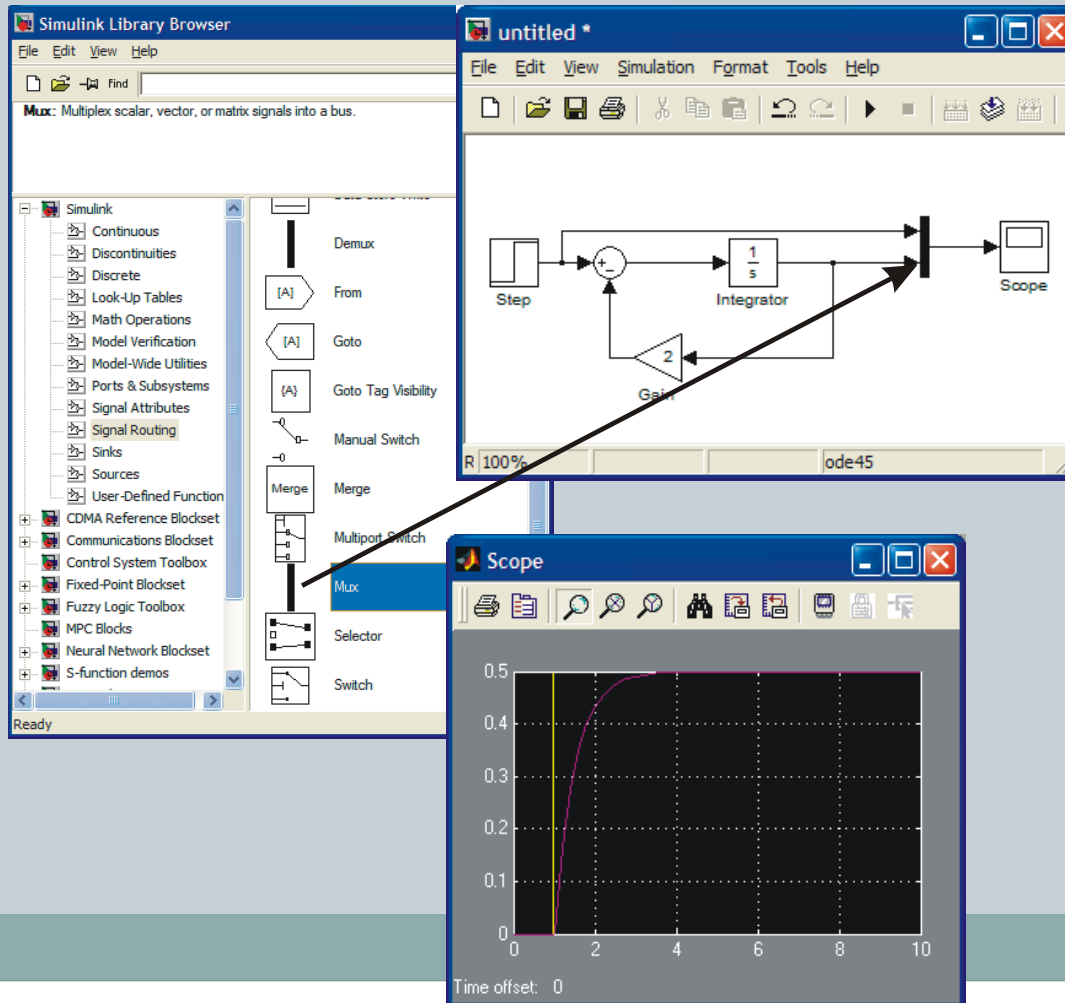 Simulink Library Browser
File Edit View Help
Find
Mux: Multiplex scalar, vector, or matrix signals into a bus.
Simulink
Continuous
Discontinuities
Discrete
Look-Up Tables
Math Operations
Model Verification
Model-Wide Utilities
Ports & Subsystems
Signal Attributes
Signal Routing
Sinks
Sources
User-Defined Function
CDMA Reference Blockset
Communications Blockset
Control System Toolbox
Fixed-Point Blockset
Fuzzy Logic Toolbox
MPC Blocks
Neural Network Blockset
S-function demos
Demux
[A] From
[A] Goto
{A} Goto Tag Visibility
Manual Switch
Merge Merge
Multiport Switch
Mux
Selector
Switch
Ready
untitled *
File Edit View Simulation Format Tools Help
Step
+
-
1
s
Integrator
Scope
2
Gain
R 100% ode45
Scope
0.5
0.4
0.3
0.2
0.1
0
0 2 4 6 8 10
Time offset: 0